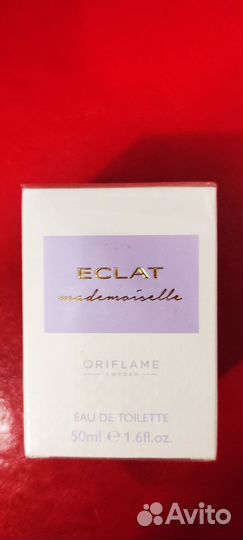 ECLAT
mademoiselle
ORIFLAME
SWEDEN
EAU DE TOILETTE
50ml ℮ 1.6fl.oz.
Avito